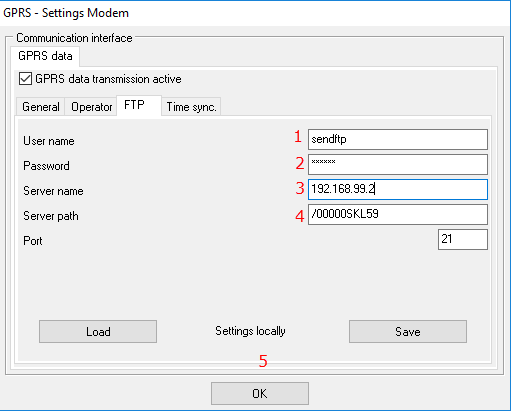 GPRS - Settings Modem
Communication interface
GPRS data
GPRS data transmission active
General Operator FTP Time sync.
User name 1 sendftp
Password 2 ××××××
Server name 3 192.168.99.2
Server path 4 /00000SKL59
Port 21
Load Settings locally Save
5
OK